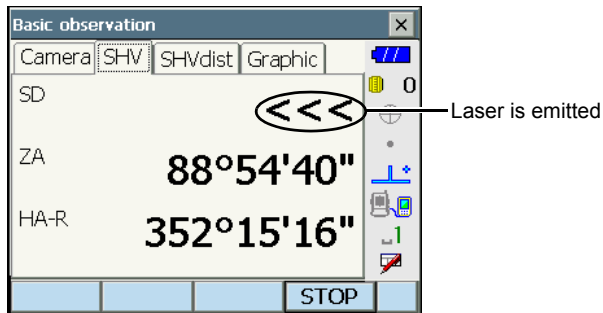 Basic observation
Camera SHV SHVdist Graphic
SD <<< 0
Laser is emitted
ZA 88°54'40"
HA-R 352°15'16"
1
STOP